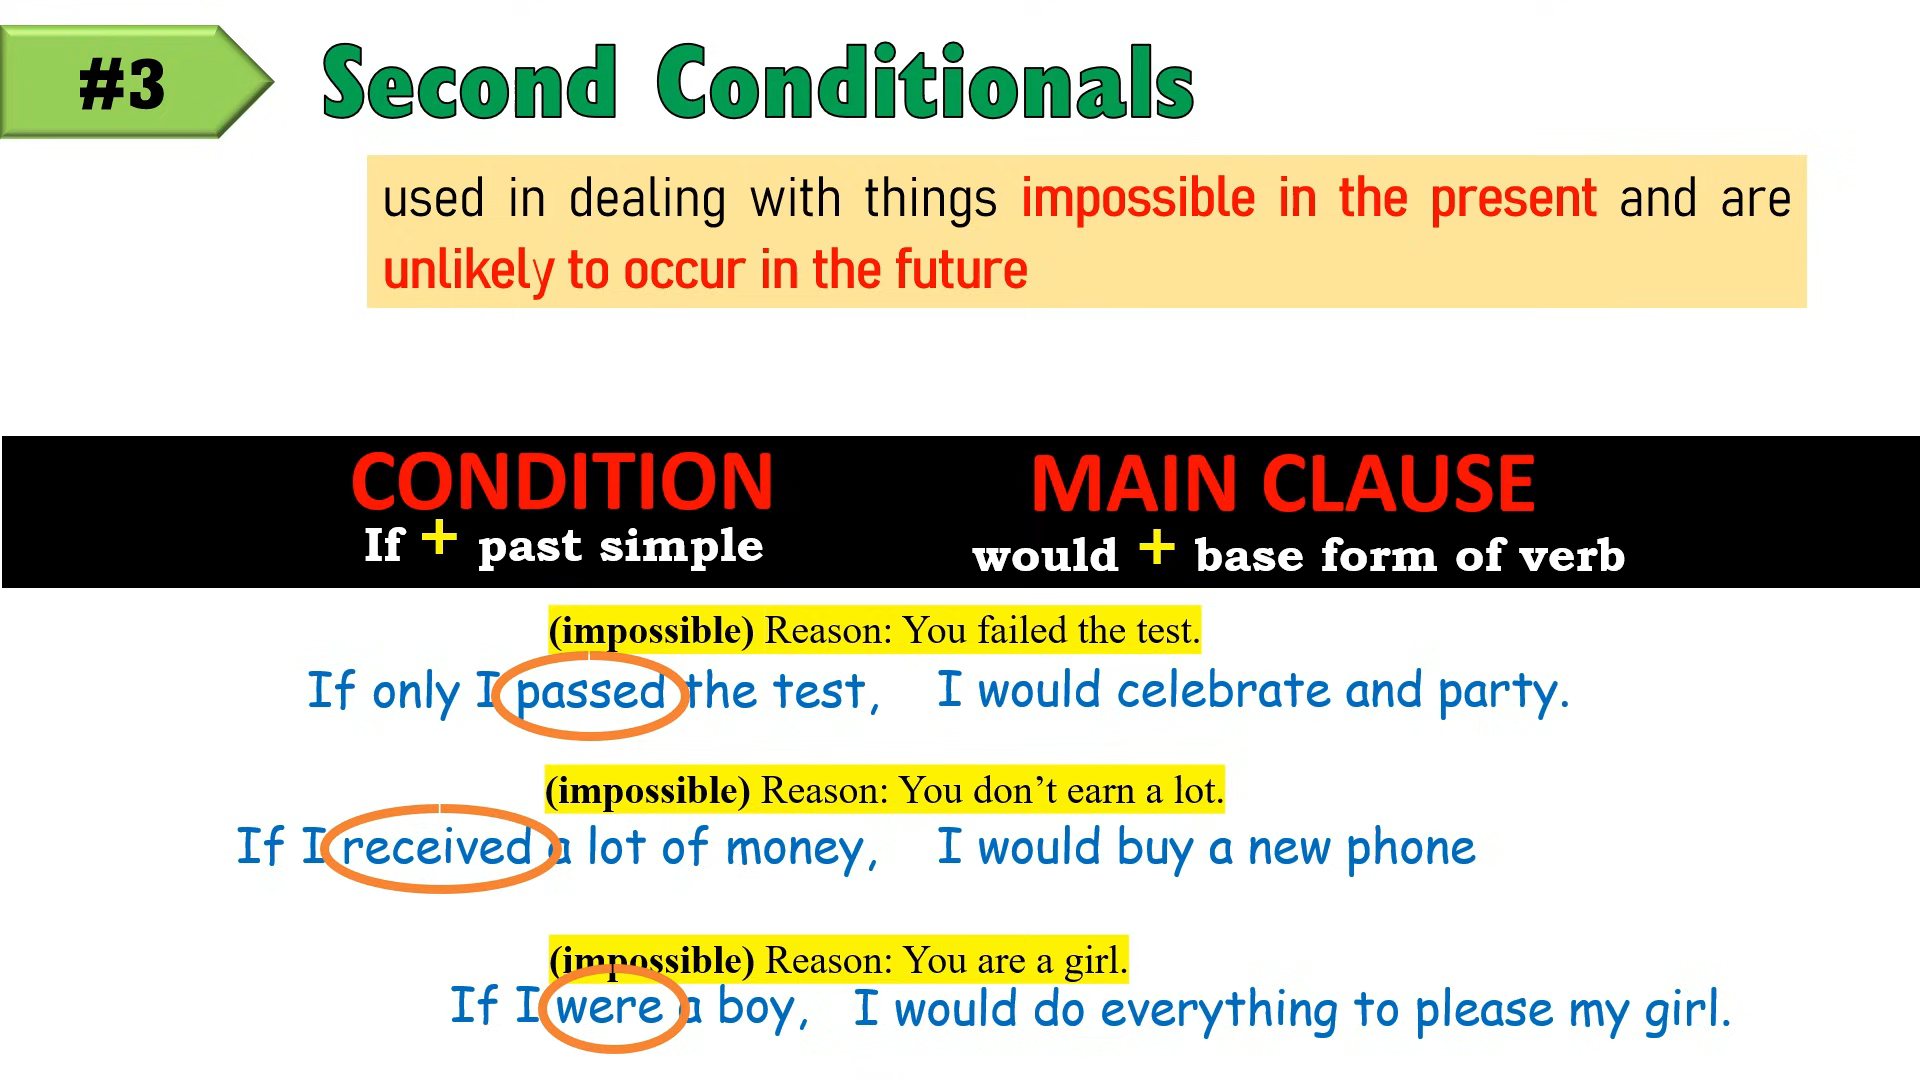 #3
Second Conditionals
used in dealing with things impossible in the present and are
unlikely to occur in the future
CONDITION
If + past simple
MAIN CLAUSE
would + base form of verb
(impossible) Reason: You failed the test.
If only I passed the test, I would celebrate and party.
(impossible) Reason: You don’t earn a lot.
If I received a lot of money, I would buy a new phone
(impossible) Reason: You are a girl.
If I were a boy, I would do everything to please my girl.